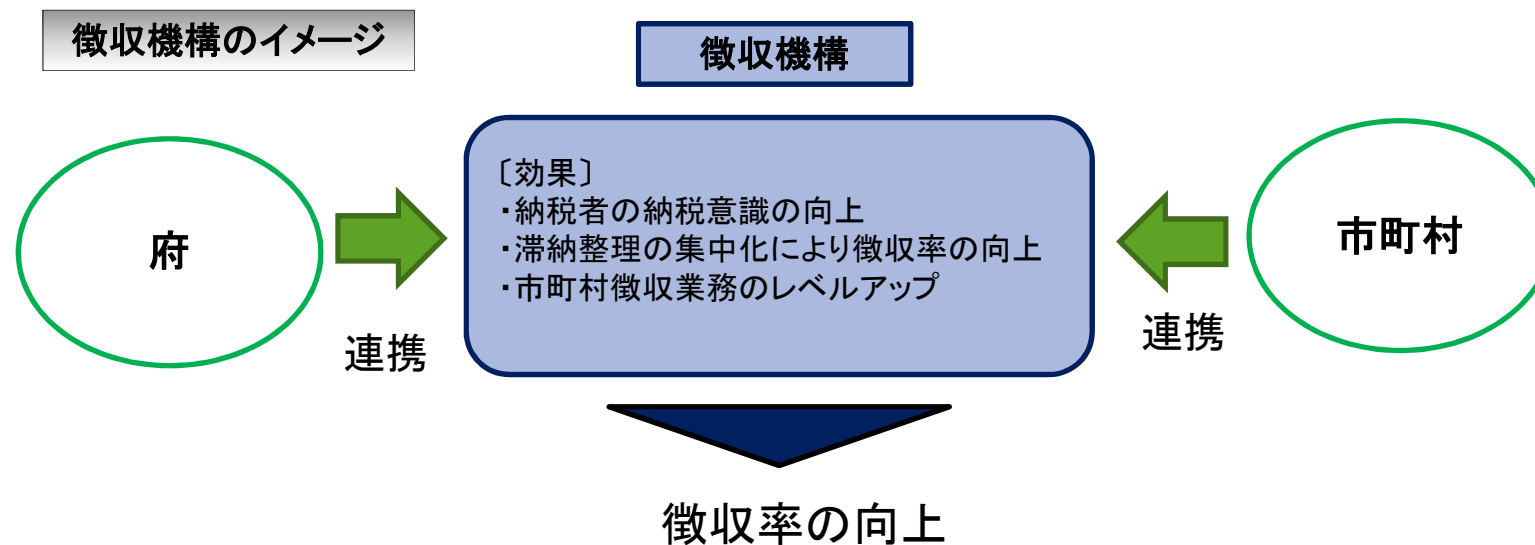 徴収機構のイメージ
徴収機構
府
連携
〔効果〕
・納税者の納税意識の向上
・滞納整理の集中化により徴収率の向上
・市町村徴収業務のレベルアップ
市町村
連携
徴収率の向上